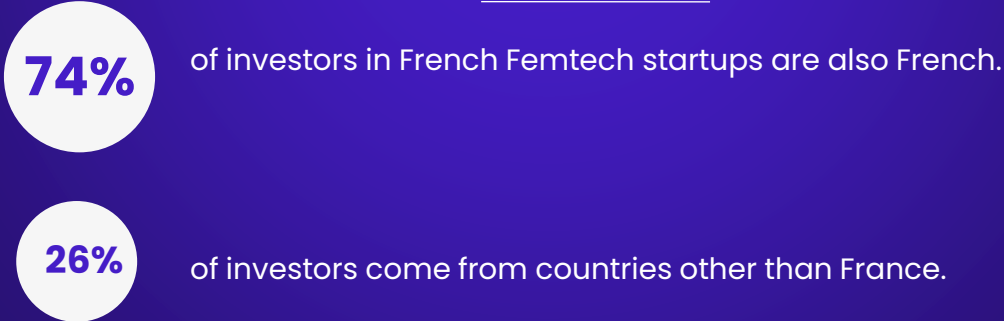 74%
of investors in French Femtech startups are also French.
26%
of investors come from countries other than France.